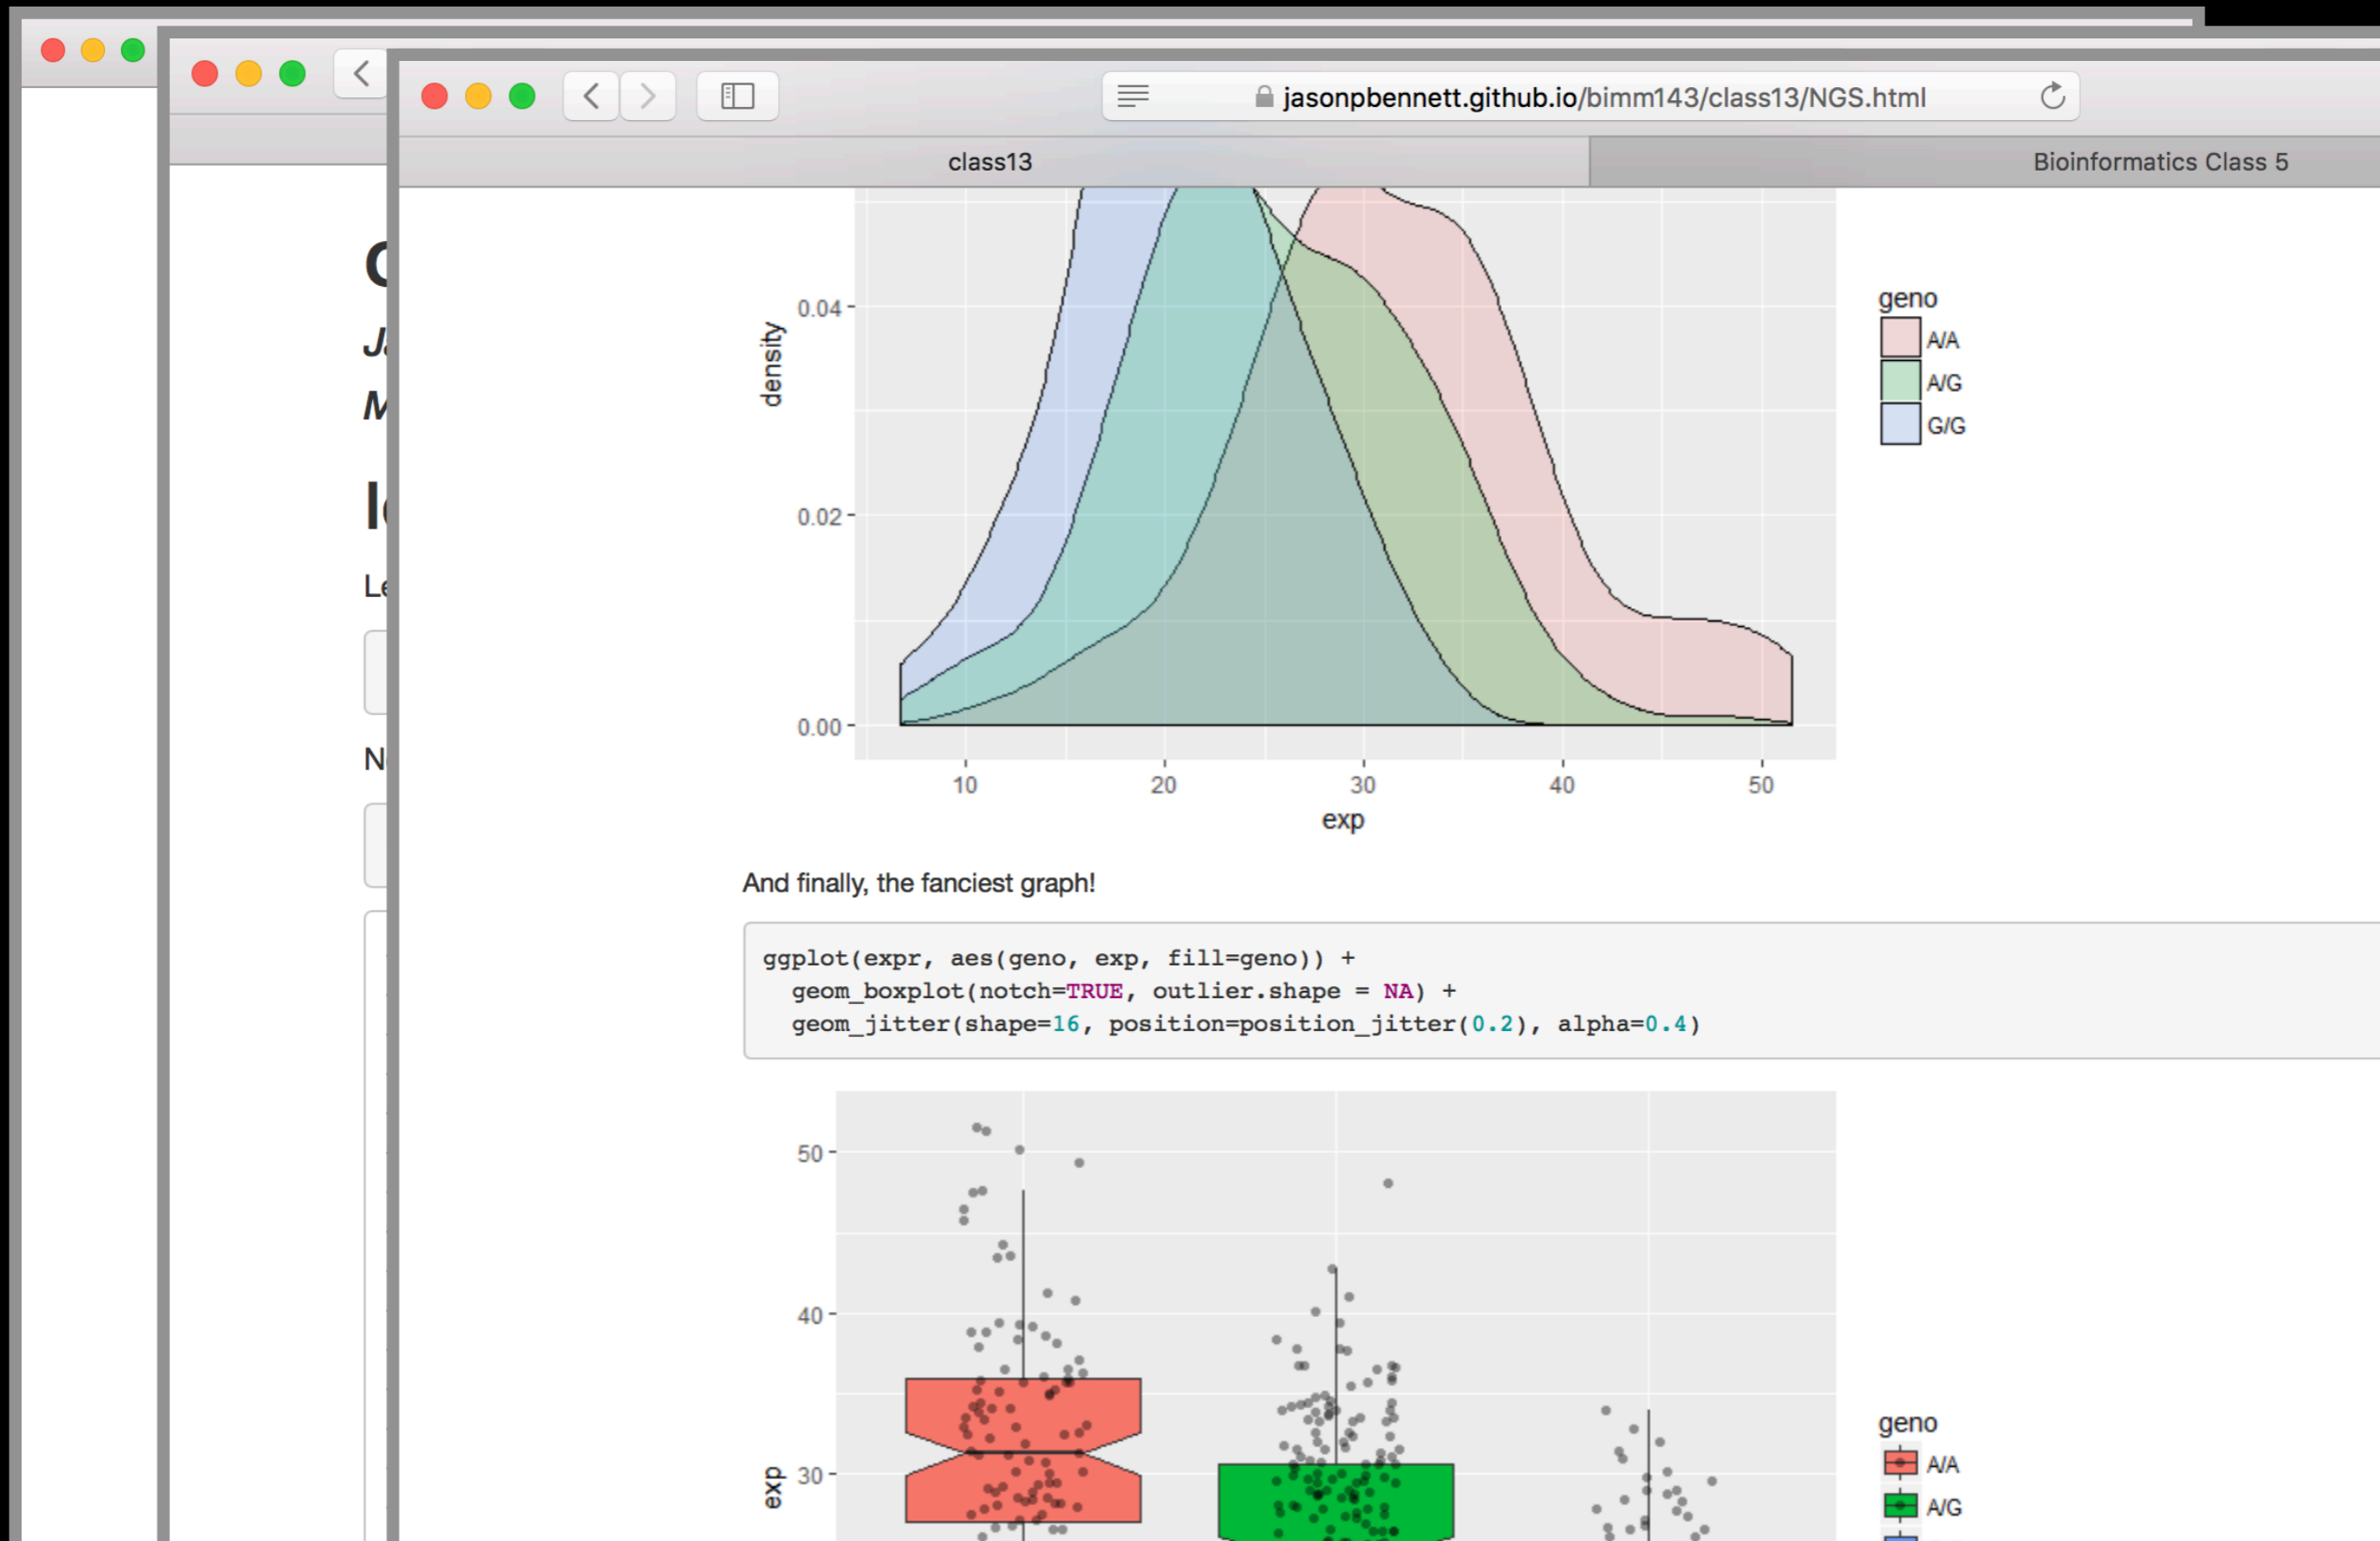 jasonpbennett.github.io/bimm143/class13/NGS.html
class13
Bioinformatics Class 5
0.04
0.02
0.00
density
10 20 30 40 50
exp
geno
A/A
A/G
G/G
And finally, the fanciest graph!
ggplot(expr, aes(geno, exp, fill=geno)) +
geom_boxplot(notch=TRUE, outlier.shape = NA) +
geom_jitter(shape=16, position=position_jitter(0.2), alpha=0.4)
50
40
30
exp
geno
A/A
A/G